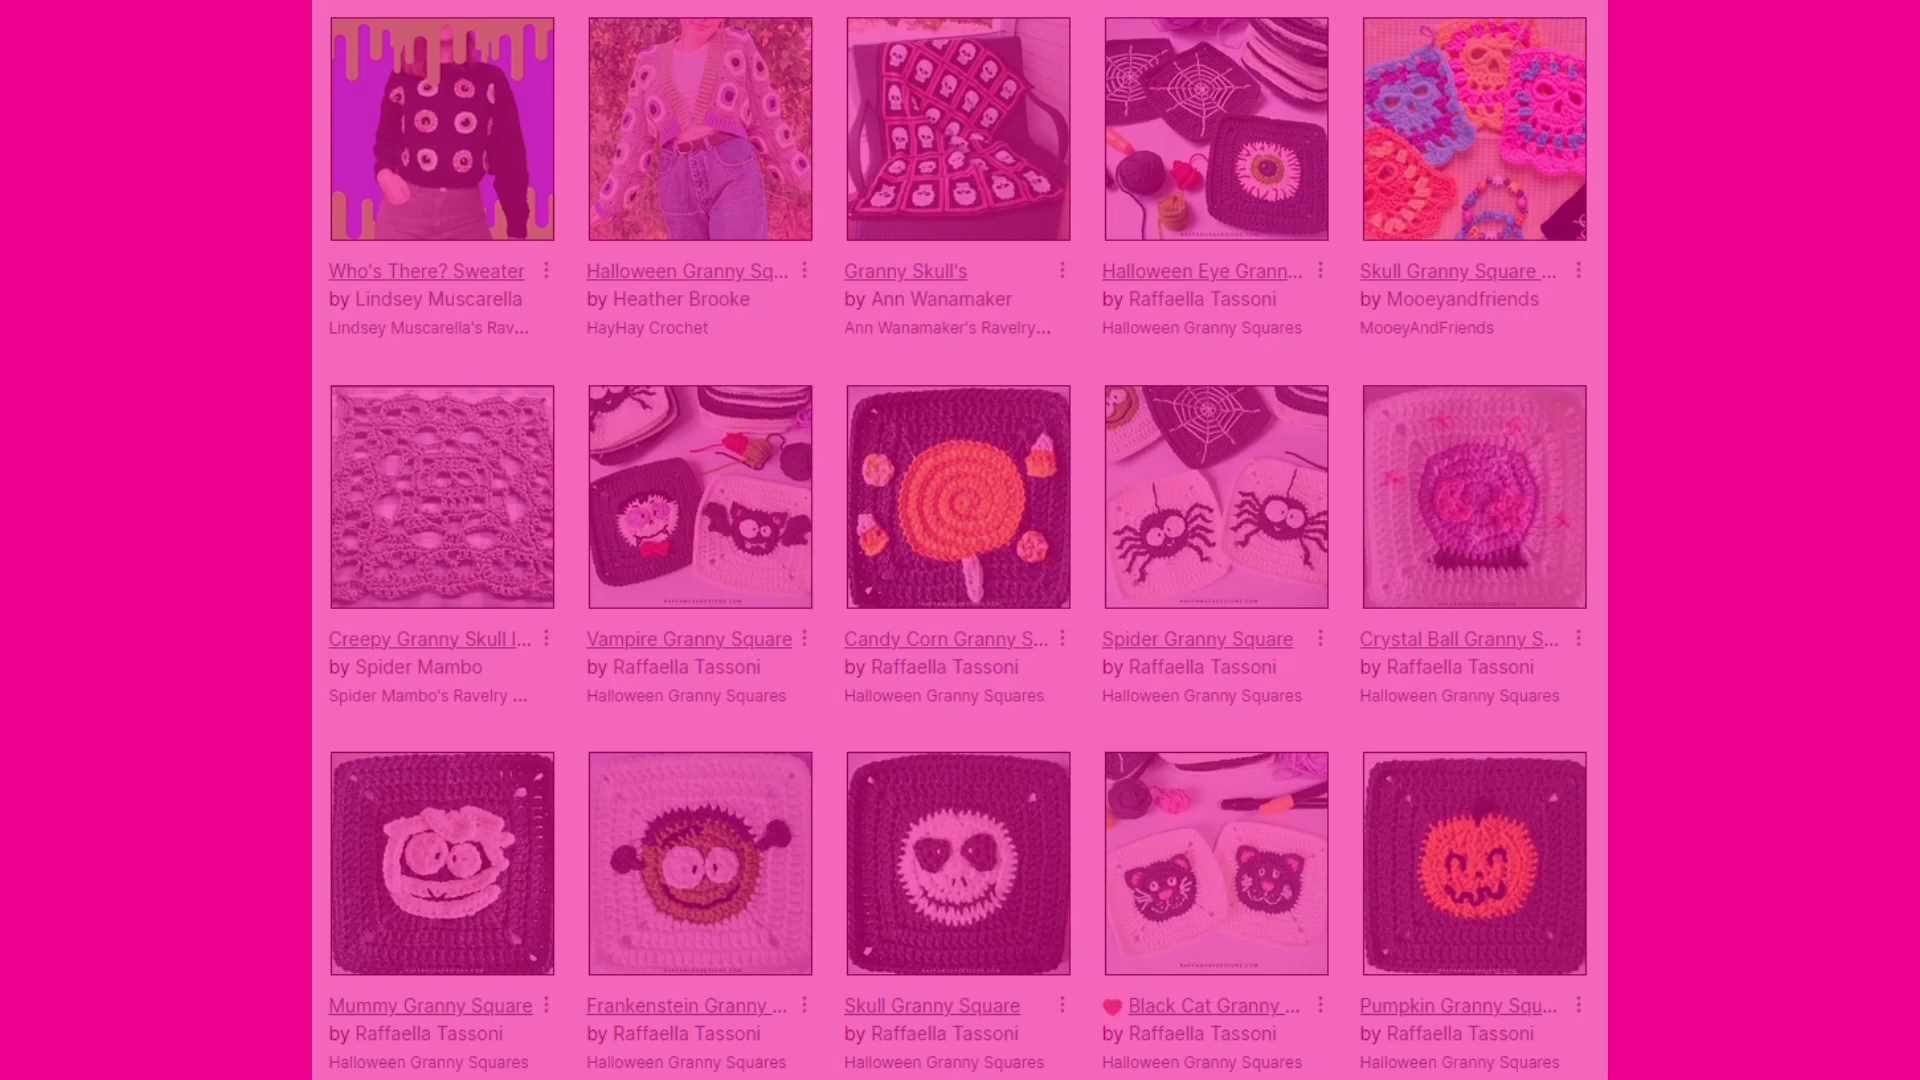 Who's There? Sweater
by Lindsey Muscarella
Lindsey Muscarella's Rav...
Halloween Granny Sq...
by Heather Brooke
HayHay Crochet
Granny Skull's
by Ann Wanamaker
Ann Wanamaker's Ravelry...
Halloween Eye Grann...
by Raffaella Tassoni
Halloween Granny Squares
Skull Granny Square ...
by Mooeyandfriends
MooeyAndFriends
Creepy Granny Skull I...
by Spider Mambo
Spider Mambo's Ravelry ...
Vampire Granny Square
by Raffaella Tassoni
Halloween Granny Squares
Candy Corn Granny S...
by Raffaella Tassoni
Halloween Granny Squares
Spider Granny Square
by Raffaella Tassoni
Halloween Granny Squares
Crystal Ball Granny S...
by Raffaella Tassoni
Halloween Granny Squares
Mummy Granny Square
by Raffaella Tassoni
Halloween Granny Squares
Frankenstein Granny ...
by Raffaella Tassoni
Halloween Granny Squares
Skull Granny Square
by Raffaella Tassoni
Halloween Granny Squares
Black Cat Granny ...
by Raffaella Tassoni
Halloween Granny Squares
Pumpkin Granny Squ...
by Raffaella Tassoni
Halloween Granny Squares